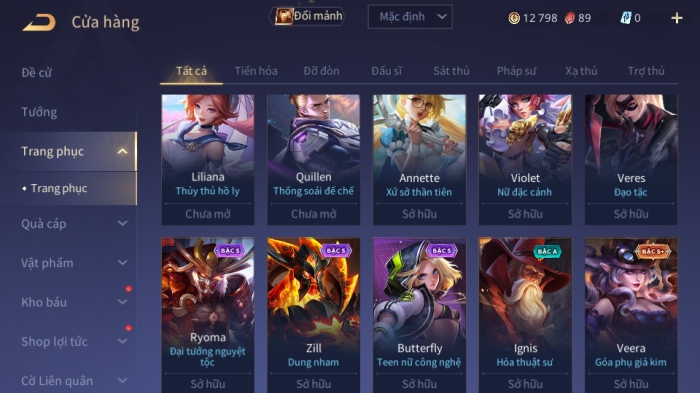 Cửa hàng
Đổi mảnh
Mặc định
12 798
89
0
Đề cử
Tướng
Trang phục
Trang phục
Quà cáp
Vật phẩm
Kho báu
Shop lợi tức
Cờ Liên quân
Tất cả Tiến hóa Đỡ đòn Đấu sĩ Sát thủ Pháp sư Xạ thủ Trợ thủ
Liliana
Thủy thủ hồ ly
Chưa mở
Quillen
Thống soái đế chế
Chưa mở
Annette
Xứ sở thần tiên
Sở hữu
Violet
Nữ đặc cảnh
Sở hữu
Veres
Đạo tặc
Sở hữu
BẬC S
Ryoma
Đại tướng nguyệt
tộc
Sở hữu
BẬC S
Zill
Dung nham
Sở hữu
BẬC S
Butterfly
Teen nữ công nghệ
Sở hữu
BẬC A
Ignis
Hỏa thuật sư
Sở hữu
BẬC S+
Veera
Góa phụ giả kim
Sở hữu